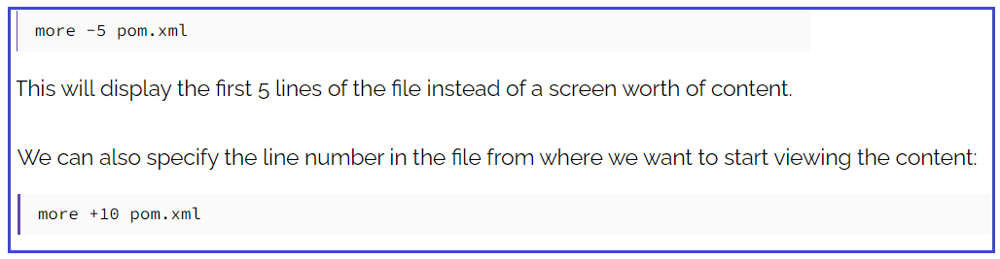 more -5 pom.xml
This will display the first 5 lines of the file instead of a screen worth of content.
We can also specify the line number in the file from where we want to start viewing the content:
more +10 pom.xml